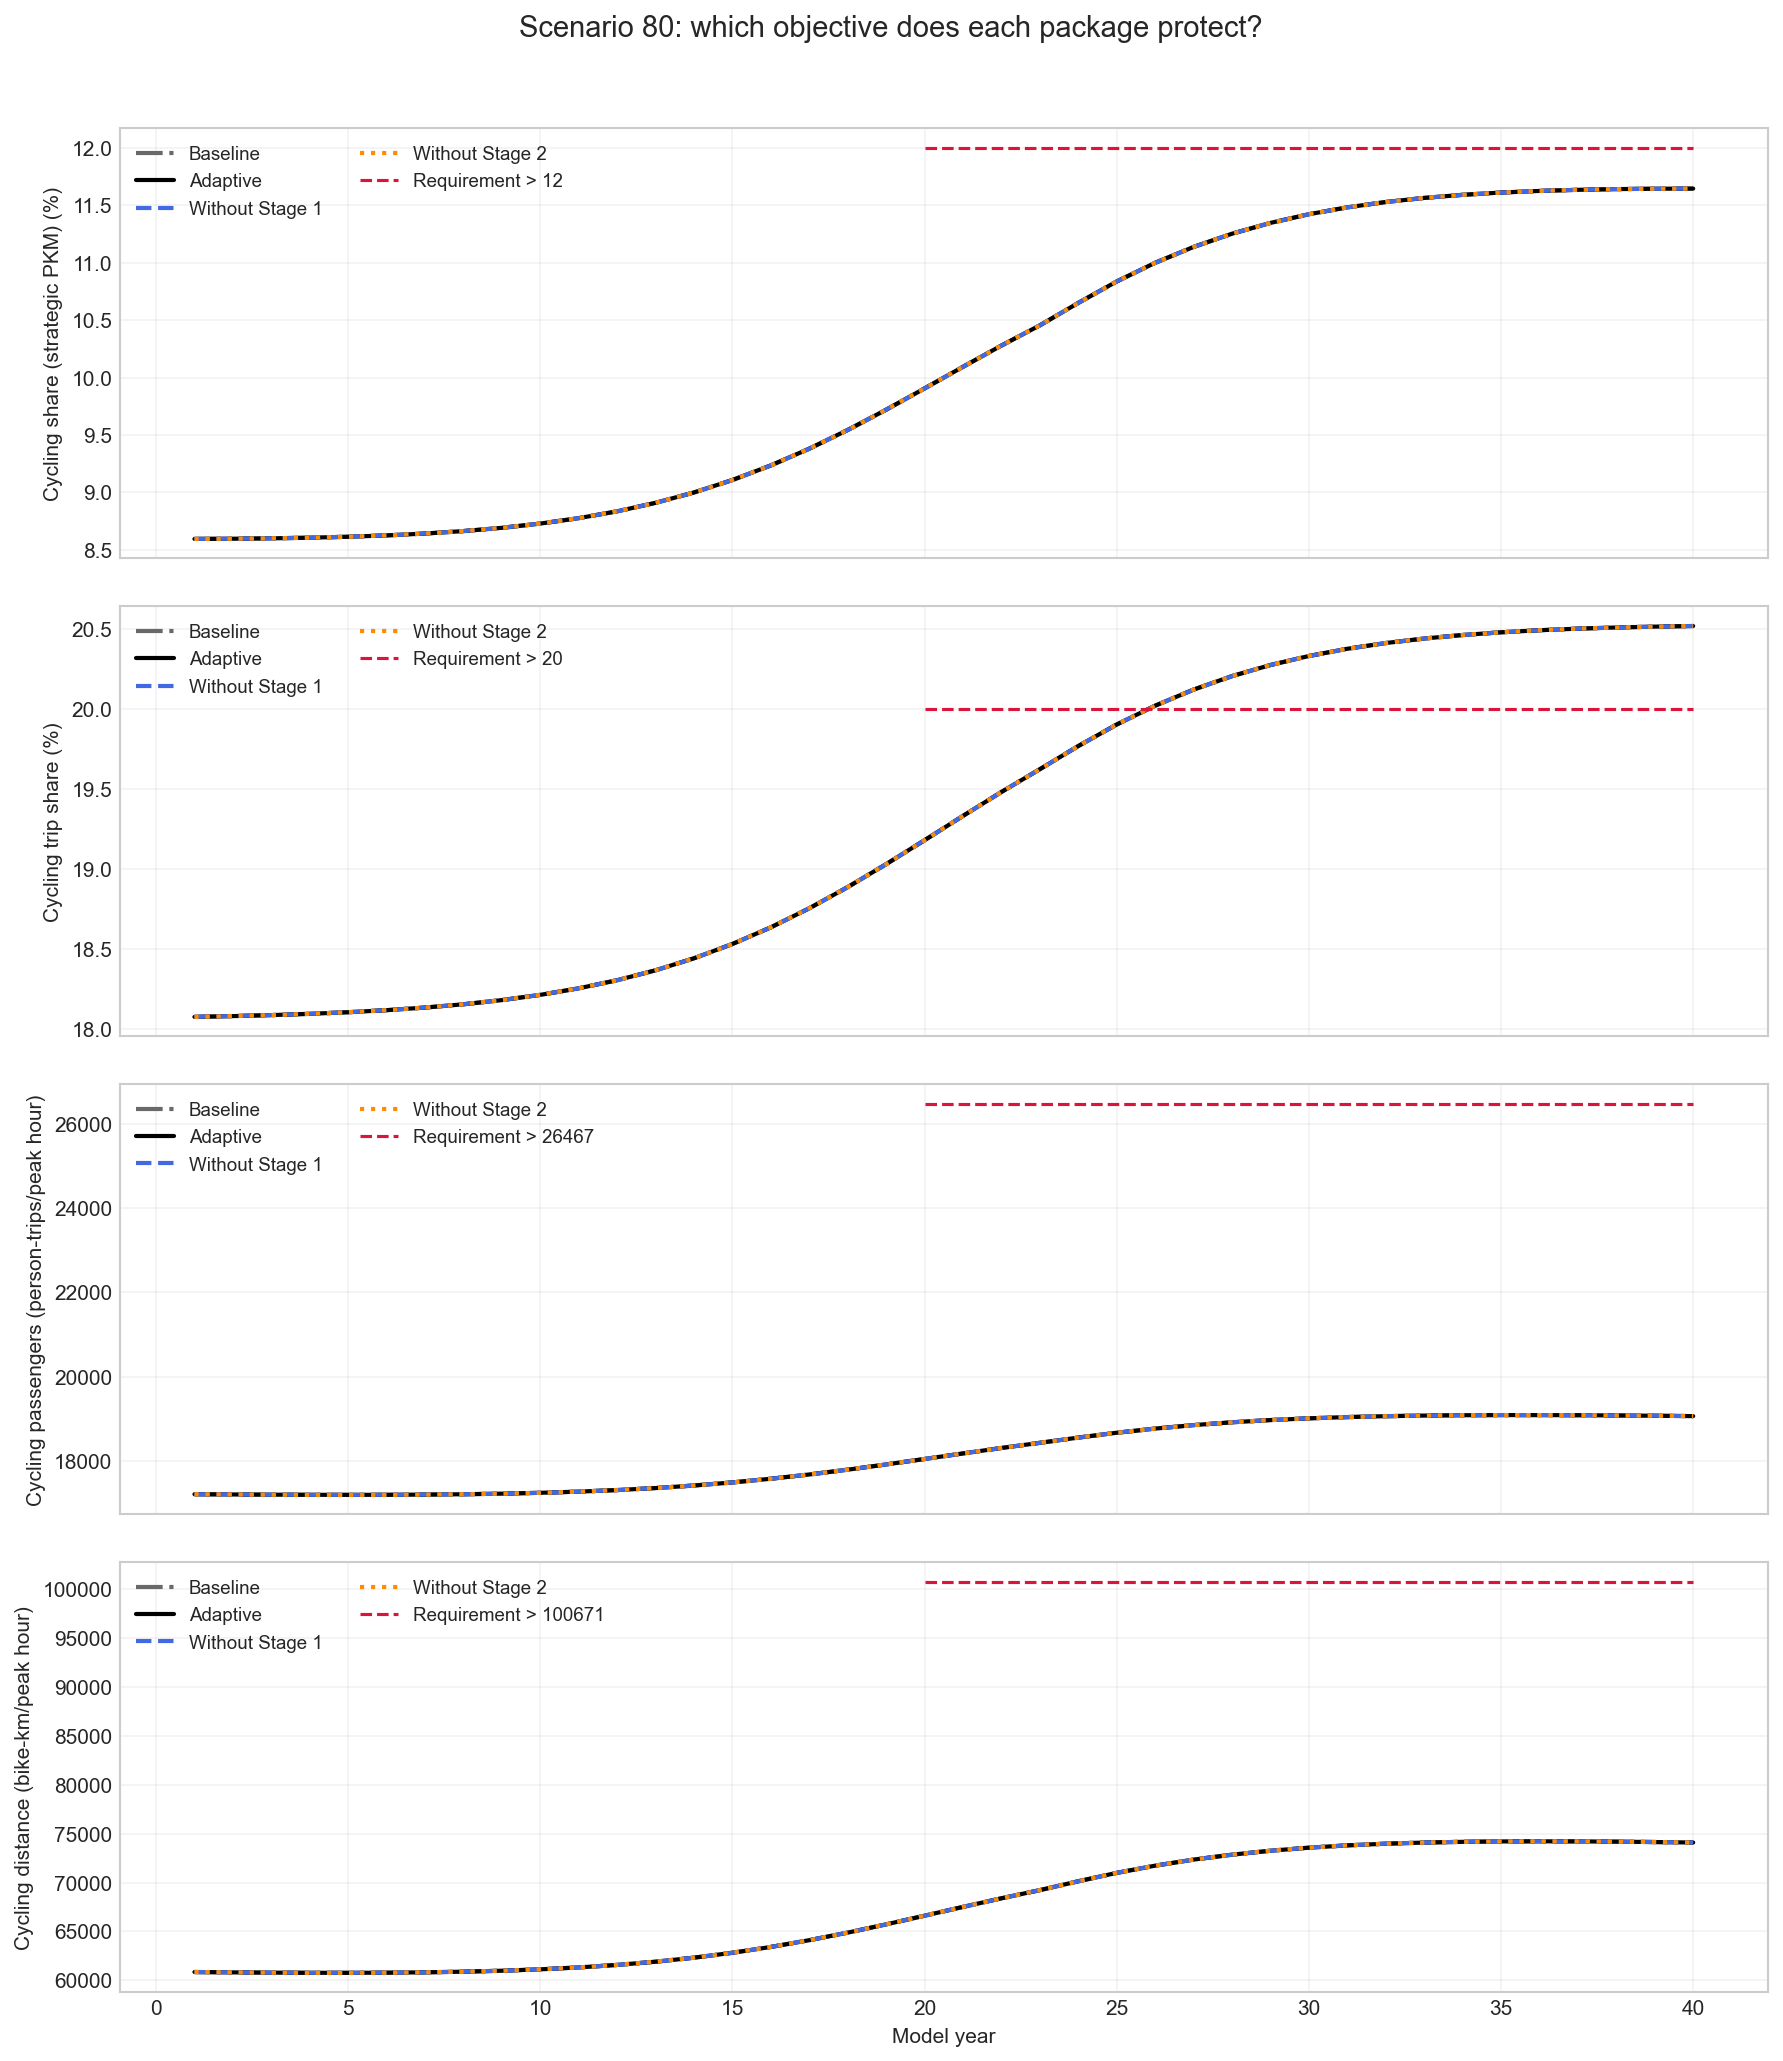 Scenario 80: which objective does each package protect?
Cycling share (strategic PKM) (%)
12.0
11.5
11.0
10.5
10.0
9.5
9.0
8.5
Baseline
Adaptive
Without Stage 1
Without Stage 2
Requirement > 12
Cycling trip share (%)
20.5
20.0
19.5
19.0
18.5
18.0
Baseline
Adaptive
Without Stage 1
Without Stage 2
Requirement > 20
Cycling passengers (person-trips/peak hour)
26000
24000
22000
20000
18000
Baseline
Adaptive
Without Stage 1
Without Stage 2
Requirement > 26467
Cycling distance (bike-km/peak hour)
100000
95000
90000
85000
80000
75000
70000
65000
60000
Baseline
Adaptive
Without Stage 1
Without Stage 2
Requirement > 100671
0 5 10 15 20 25 30 35 40
Model year